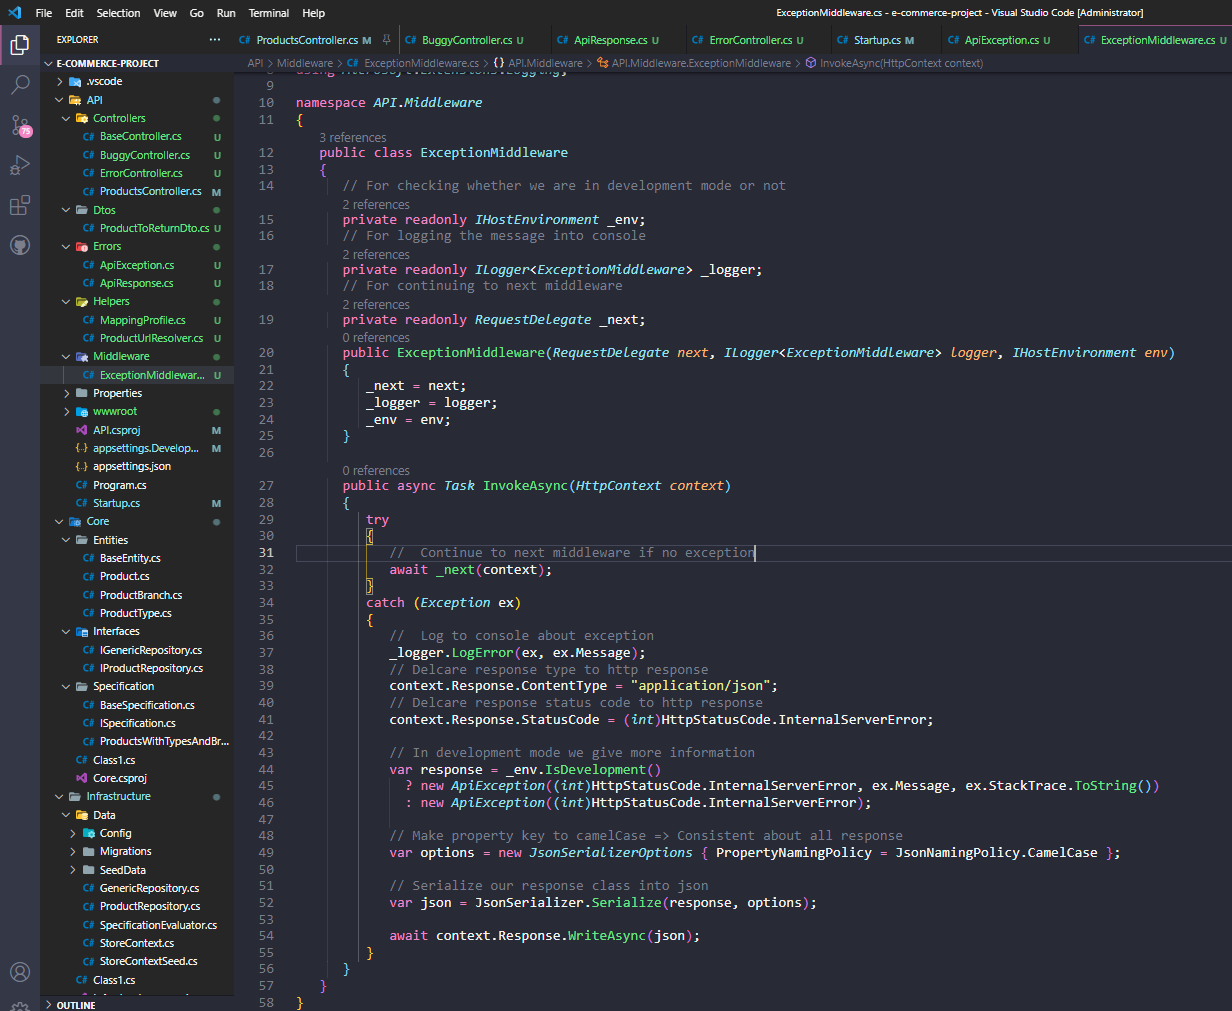 File Edit Selection View Go Run Terminal Help ExceptionMiddleware.cs - e-commerce-project - Visual Studio Code [Administrator]
EXPLORER ...
C# ProductsController.cs M C# BuggyController.cs U C# ApiResponse.cs U C# ErrorController.cs U C# Startup.cs M C# ApiException.cs U C# ExceptionMiddleware.cs U
API > Middleware > C# ExceptionMiddleware.cs > {} API.Middleware > API.Middleware.ExceptionMiddleware > InvokeAsync(HttpContext context)
75
E-COMMERCE-PROJECT
.vscode
API
Controllers
C# BaseController.cs U
C# BuggyController.cs U
C# ErrorController.cs U
C# ProductsController.cs M
Dtos
C# ProductToReturnDto.cs U
Errors
C# ApiException.cs U
C# ApiResponse.cs U
Helpers
C# MappingProfile.cs U
C# ProductUrlResolver.cs U
Middleware
C# ExceptionMiddlewar... U
Properties
wwwroot
API.csproj M
{..} appsettings.Develop... M
{..} appsettings.json
C# Program.cs
C# Startup.cs M
Core
Entities
C# BaseEntity.cs
C# Product.cs
C# ProductBranch.cs
C# ProductType.cs
Interfaces
C# IGenericRepository.cs
C# IProductRepository.cs
Specification
C# BaseSpecification.cs
C# ISpecification.cs
C# ProductsWithTypesAndBr...
C# Class1.cs
Core.csproj
Infrastructure
Data
Config
Migrations
SeedData
C# GenericRepository.cs
C# ProductRepository.cs
C# SpecificationEvaluator.cs
C# StoreContext.cs
C# StoreContextSeed.cs
C# Class1.cs
OUTLINE
9
10 namespace API.Middleware
11 {
3 references
12 public class ExceptionMiddleware
13 {
14 // For checking whether we are in development mode or not
2 references
15 private readonly IHostEnvironment _env;
16 // For logging the message into console
2 references
17 private readonly ILogger<ExceptionMiddleware> _logger;
18 // For continuing to next middleware
2 references
19 private readonly RequestDelegate _next;
0 references
20 public ExceptionMiddleware(RequestDelegate next, ILogger<ExceptionMiddleware> logger, IHostEnvironment env)
21 {
22 _next = next;
23 _logger = logger;
24 _env = env;
25 }
26
0 references
27 public async Task InvokeAsync(HttpContext context)
28 {
29 try
30 {
31 //  Continue to next middleware if no exception
32 await _next(context);
33 }
34 catch (Exception ex)
35 {
36 //  Log to console about exception
37 _logger.LogError(ex, ex.Message);
38 // Delcare response type to http response
39 context.Response.ContentType = "application/json";
40 // Delcare response status code to http response
41 context.Response.StatusCode = (int)HttpStatusCode.InternalServerError;
42
43 // In development mode we give more information
44 var response = _env.IsDevelopment()
45 ? new ApiException((int)HttpStatusCode.InternalServerError, ex.Message, ex.StackTrace.ToString())
46 : new ApiException((int)HttpStatusCode.InternalServerError);
47
48 // Make property key to camelCase => Consistent about all response
49 var options = new JsonSerializerOptions { PropertyNamingPolicy = JsonNamingPolicy.CamelCase };
50
51 // Serialize our response class into json
52 var json = JsonSerializer.Serialize(response, options);
53
54 await context.Response.WriteAsync(json);
55 }
56 }
57 }
58 }